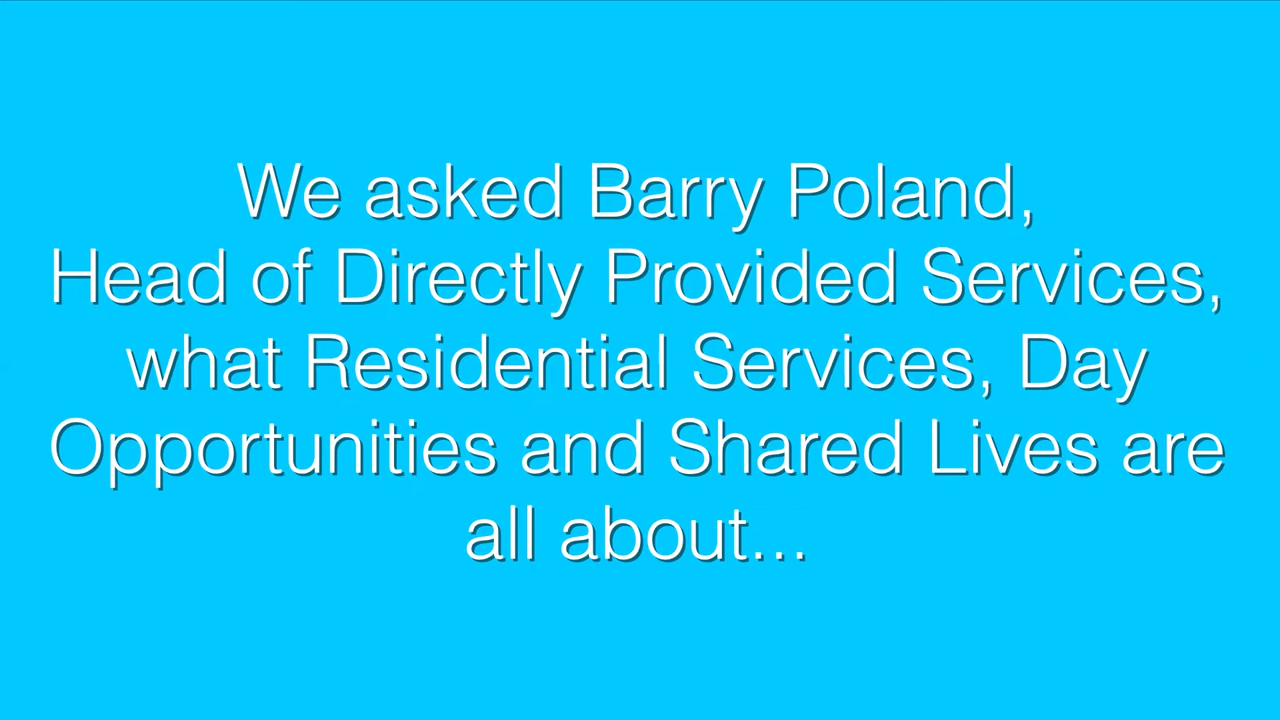 We asked Barry Poland,
Head of Directly Provided Services,
what Residential Services, Day
Opportunities and Shared Lives are
all about...